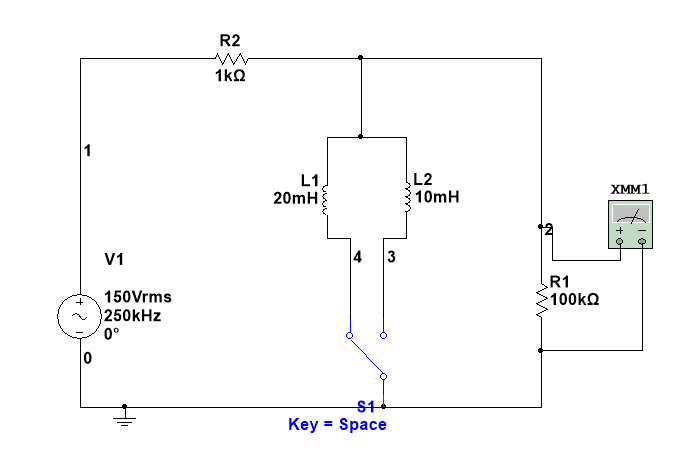 R2
1kΩ
1
L1
20mH
L2
10mH
XMM1
+ −
2
4
3
V1
R1
100kΩ
+
150Vrms
250kHz
0°
−
0
S1
Key = Space